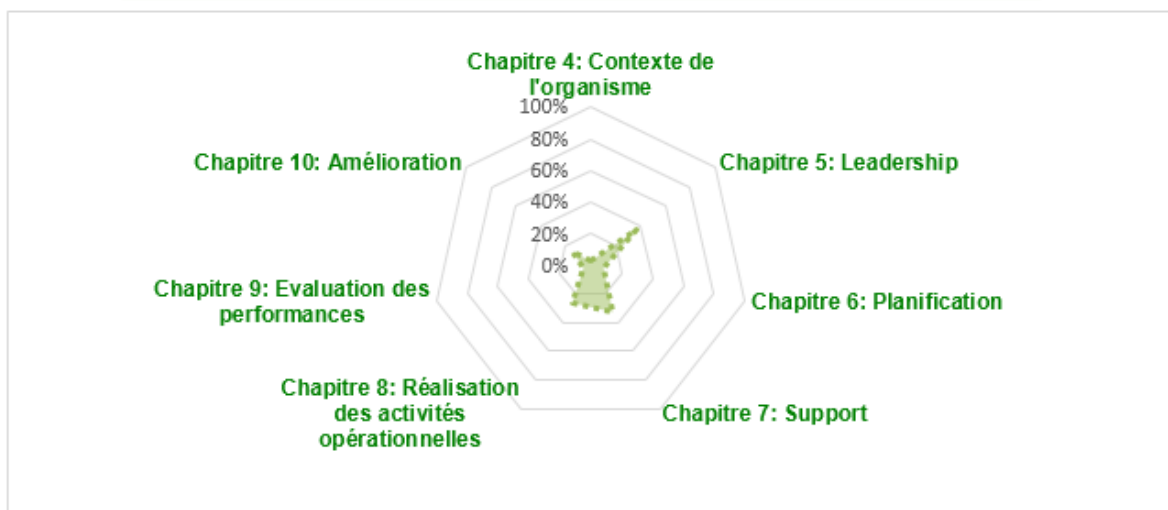 Chapitre 4: Contexte de
l'organisme
100%
80%
60%
40%
20%
0%
Chapitre 5: Leadership
Chapitre 6: Planification
Chapitre 7: Support
Chapitre 8: Réalisation
des activités
opérationnelles
Chapitre 9: Evaluation des
performances
Chapitre 10: Amélioration